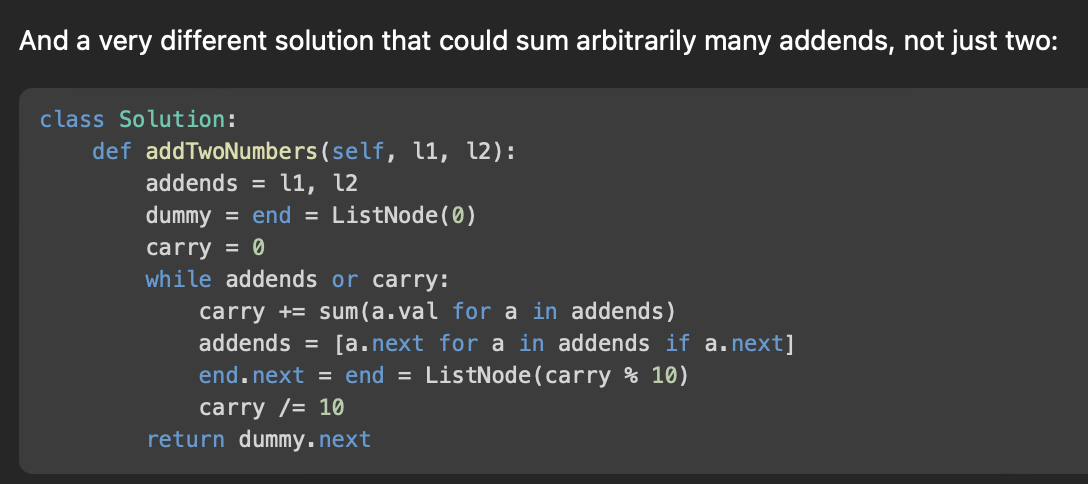 And a very different solution that could sum arbitrarily many addends, not just two:
class Solution:
    def addTwoNumbers(self, l1, l2):
        addends = l1, l2
        dummy = end = ListNode(0)
        carry = 0
        while addends or carry:
            carry += sum(a.val for a in addends)
            addends = [a.next for a in addends if a.next]
            end.next = end = ListNode(carry % 10)
            carry /= 10
        return dummy.next